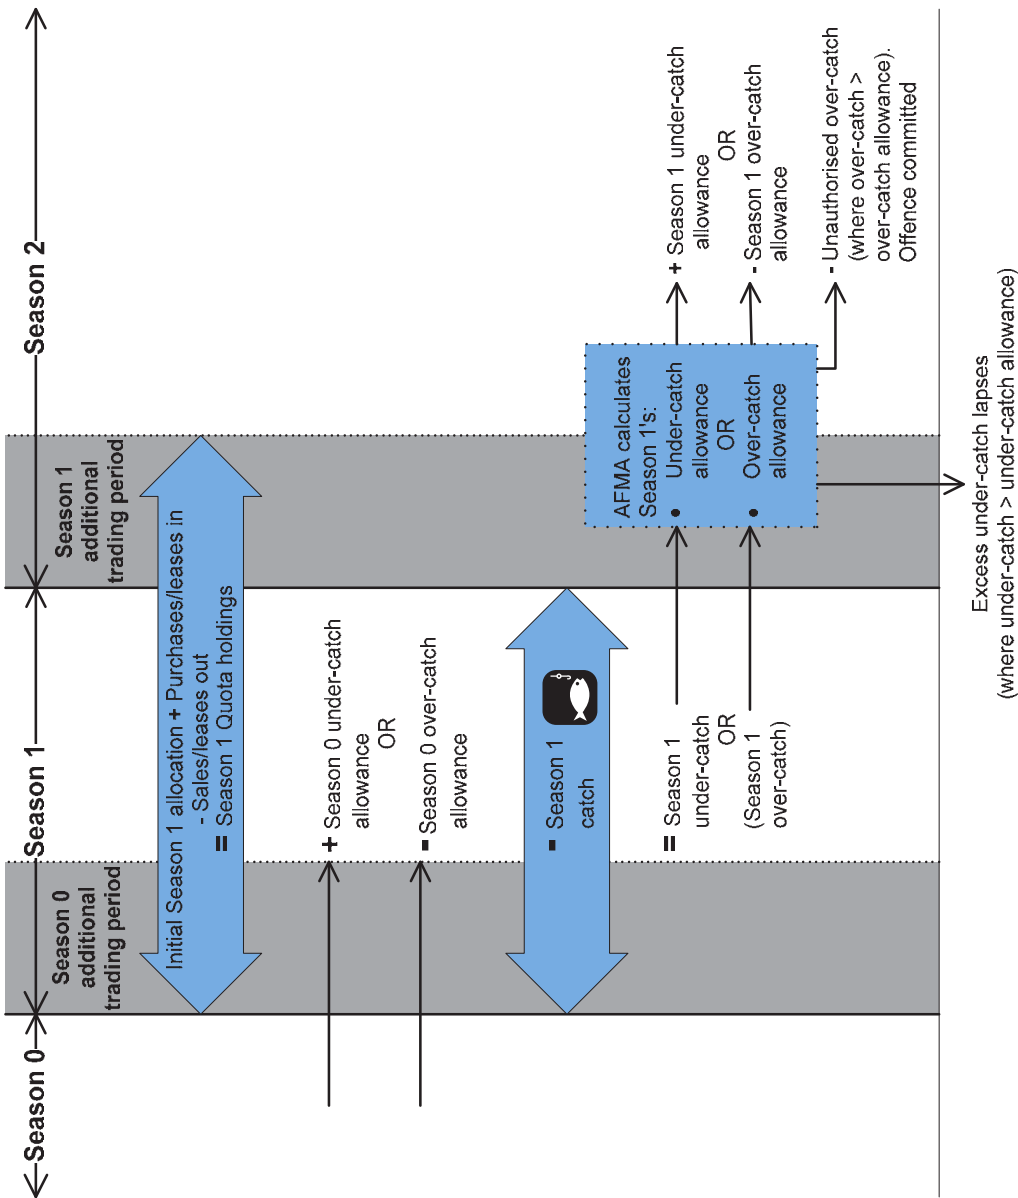 Season 0
Season 1
Season 2
Season 0
additional
trading period
Season 1
additional
trading period
Initial Season 1 allocation + Purchases/leases in
- Sales/leases out
= Season 1 Quota holdings
+ Season 0 under-catch
allowance
OR
- Season 0 over-catch
allowance
- Season 1
catch
= Season 1
under-catch
OR
(Season 1
over-catch)
AFMA calculates
Season 1's:
• Under-catch
allowance
OR
• Over-catch
allowance
+ Season 1 under-catch
allowance
OR
- Season 1 over-catch
allowance
- Unauthorised over-catch
(where over-catch >
over-catch allowance).
Offence committed
Excess under-catch lapses
(where under-catch > under-catch allowance)